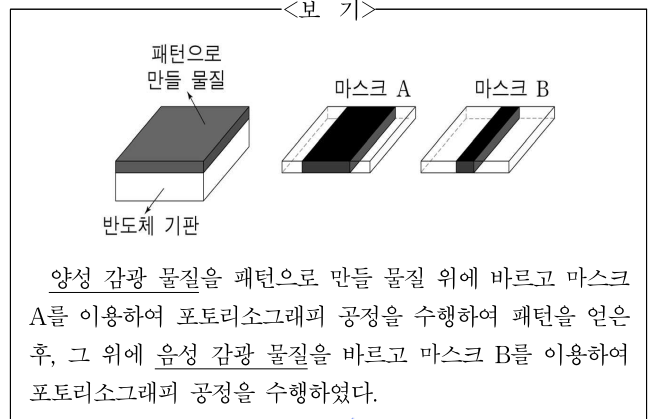 <보 기>
패턴으로
만들 물질
마스크 A
마스크 B
반도체 기판
양성 감광 물질을 패턴으로 만들 물질 위에 바르고 마스크
A를 이용하여 포토리소그래피 공정을 수행하여 패턴을 얻은
후, 그 위에 음성 감광 물질을 바르고 마스크 B를 이용하여
포토리소그래피 공정을 수행하였다.